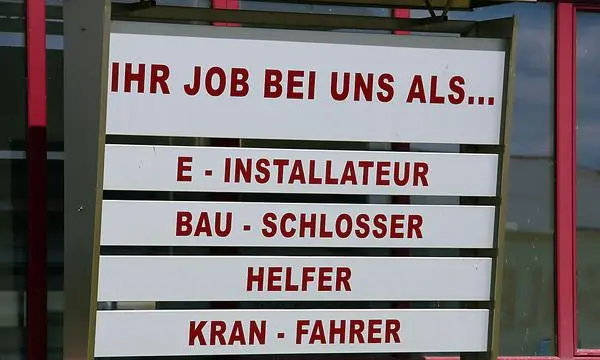 IHR JOB BEI UNS ALS...
E - INSTALLATEUR
BAU - SCHLOSSER
HELFER
KRAN - FAHRER